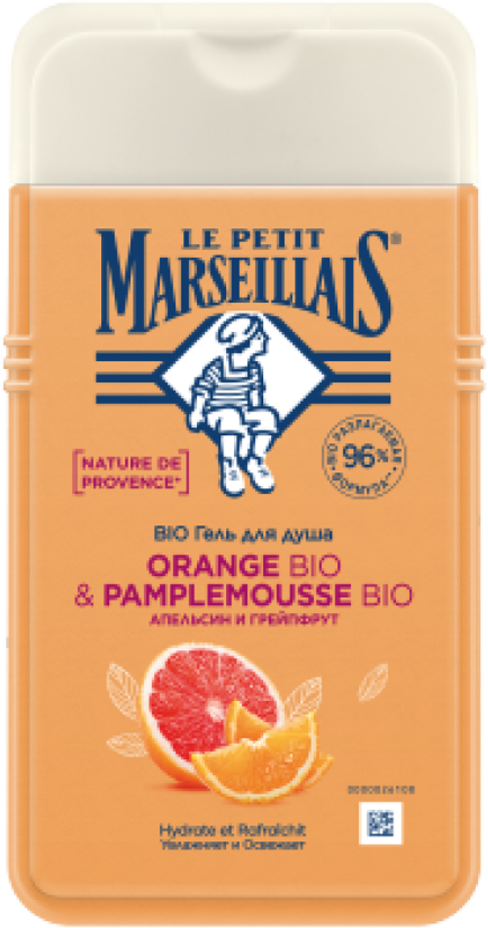 LE PETIT
MARSEILLAIS®
[NATURE DE
PROVENCE*]
BIO РАЗЛАГАЕМАЯ
96%
ФОРМУЛА**
BIO Гель для душа
ORANGE BIO
& PAMPLEMOUSSE BIO
АПЕЛЬСИН И ГРЕЙПФРУТ
0000026108
Hydrate et Rafraîchit
Увлажняет и Освежает